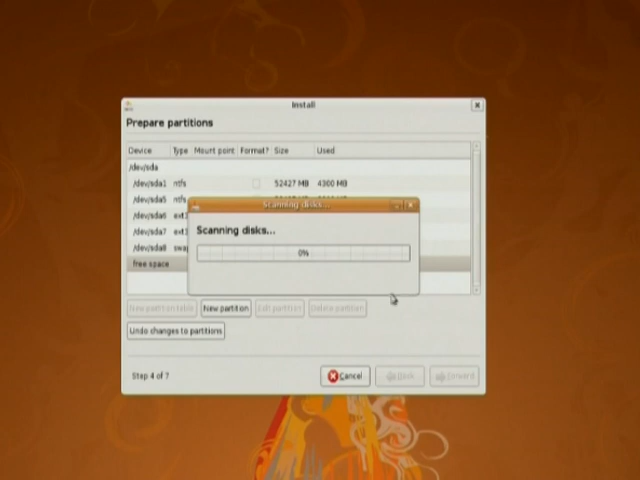 Install
Prepare partitions
Device Type Mount point Format? Size Used
/dev/sda
/dev/sda1 ntfs 52427 MB 4300 MB
/dev/sda5 ntfs
/dev/sda6
/dev/sda7
/dev/sda8
free space
Scanning disks...
Scanning disks...
0%
New partition table New partition Edit partition Delete partition
Undo changes to partitions
Step 4 of 7
Cancel Back Forward